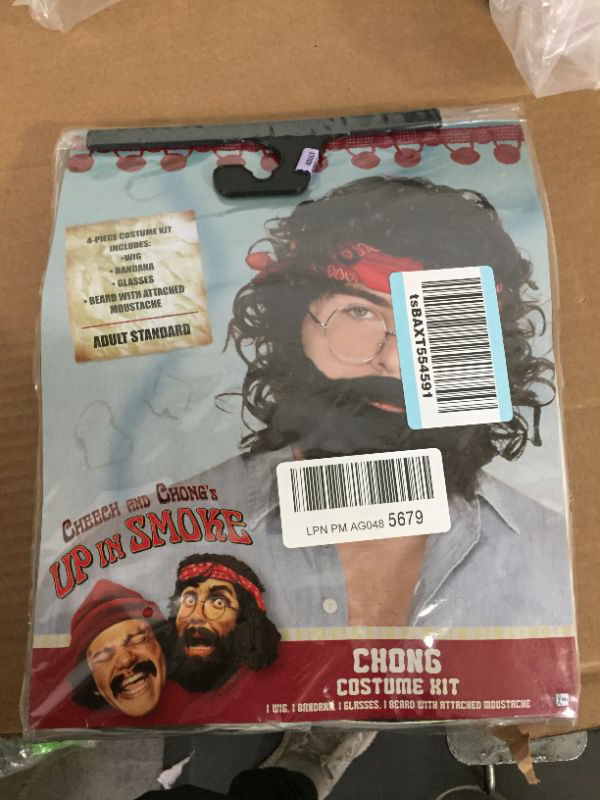 ADULT
4-PIECE COSTUME KIT
INCLUDES:
•WIG
• BANDANA
• GLASSES
• BEARD WITH ATTACHED
MOUSTACHE
ADULT STANDARD
tsBAXT554591
LPN PM AG048 5679
CHEECH AND CHONG'S
UP IN SMOKE
CHONG
COSTUME KIT
1 WIG, 1 BANDANA, 1 GLASSES, 1 BEARD WITH ATTACHED MOUSTACHE